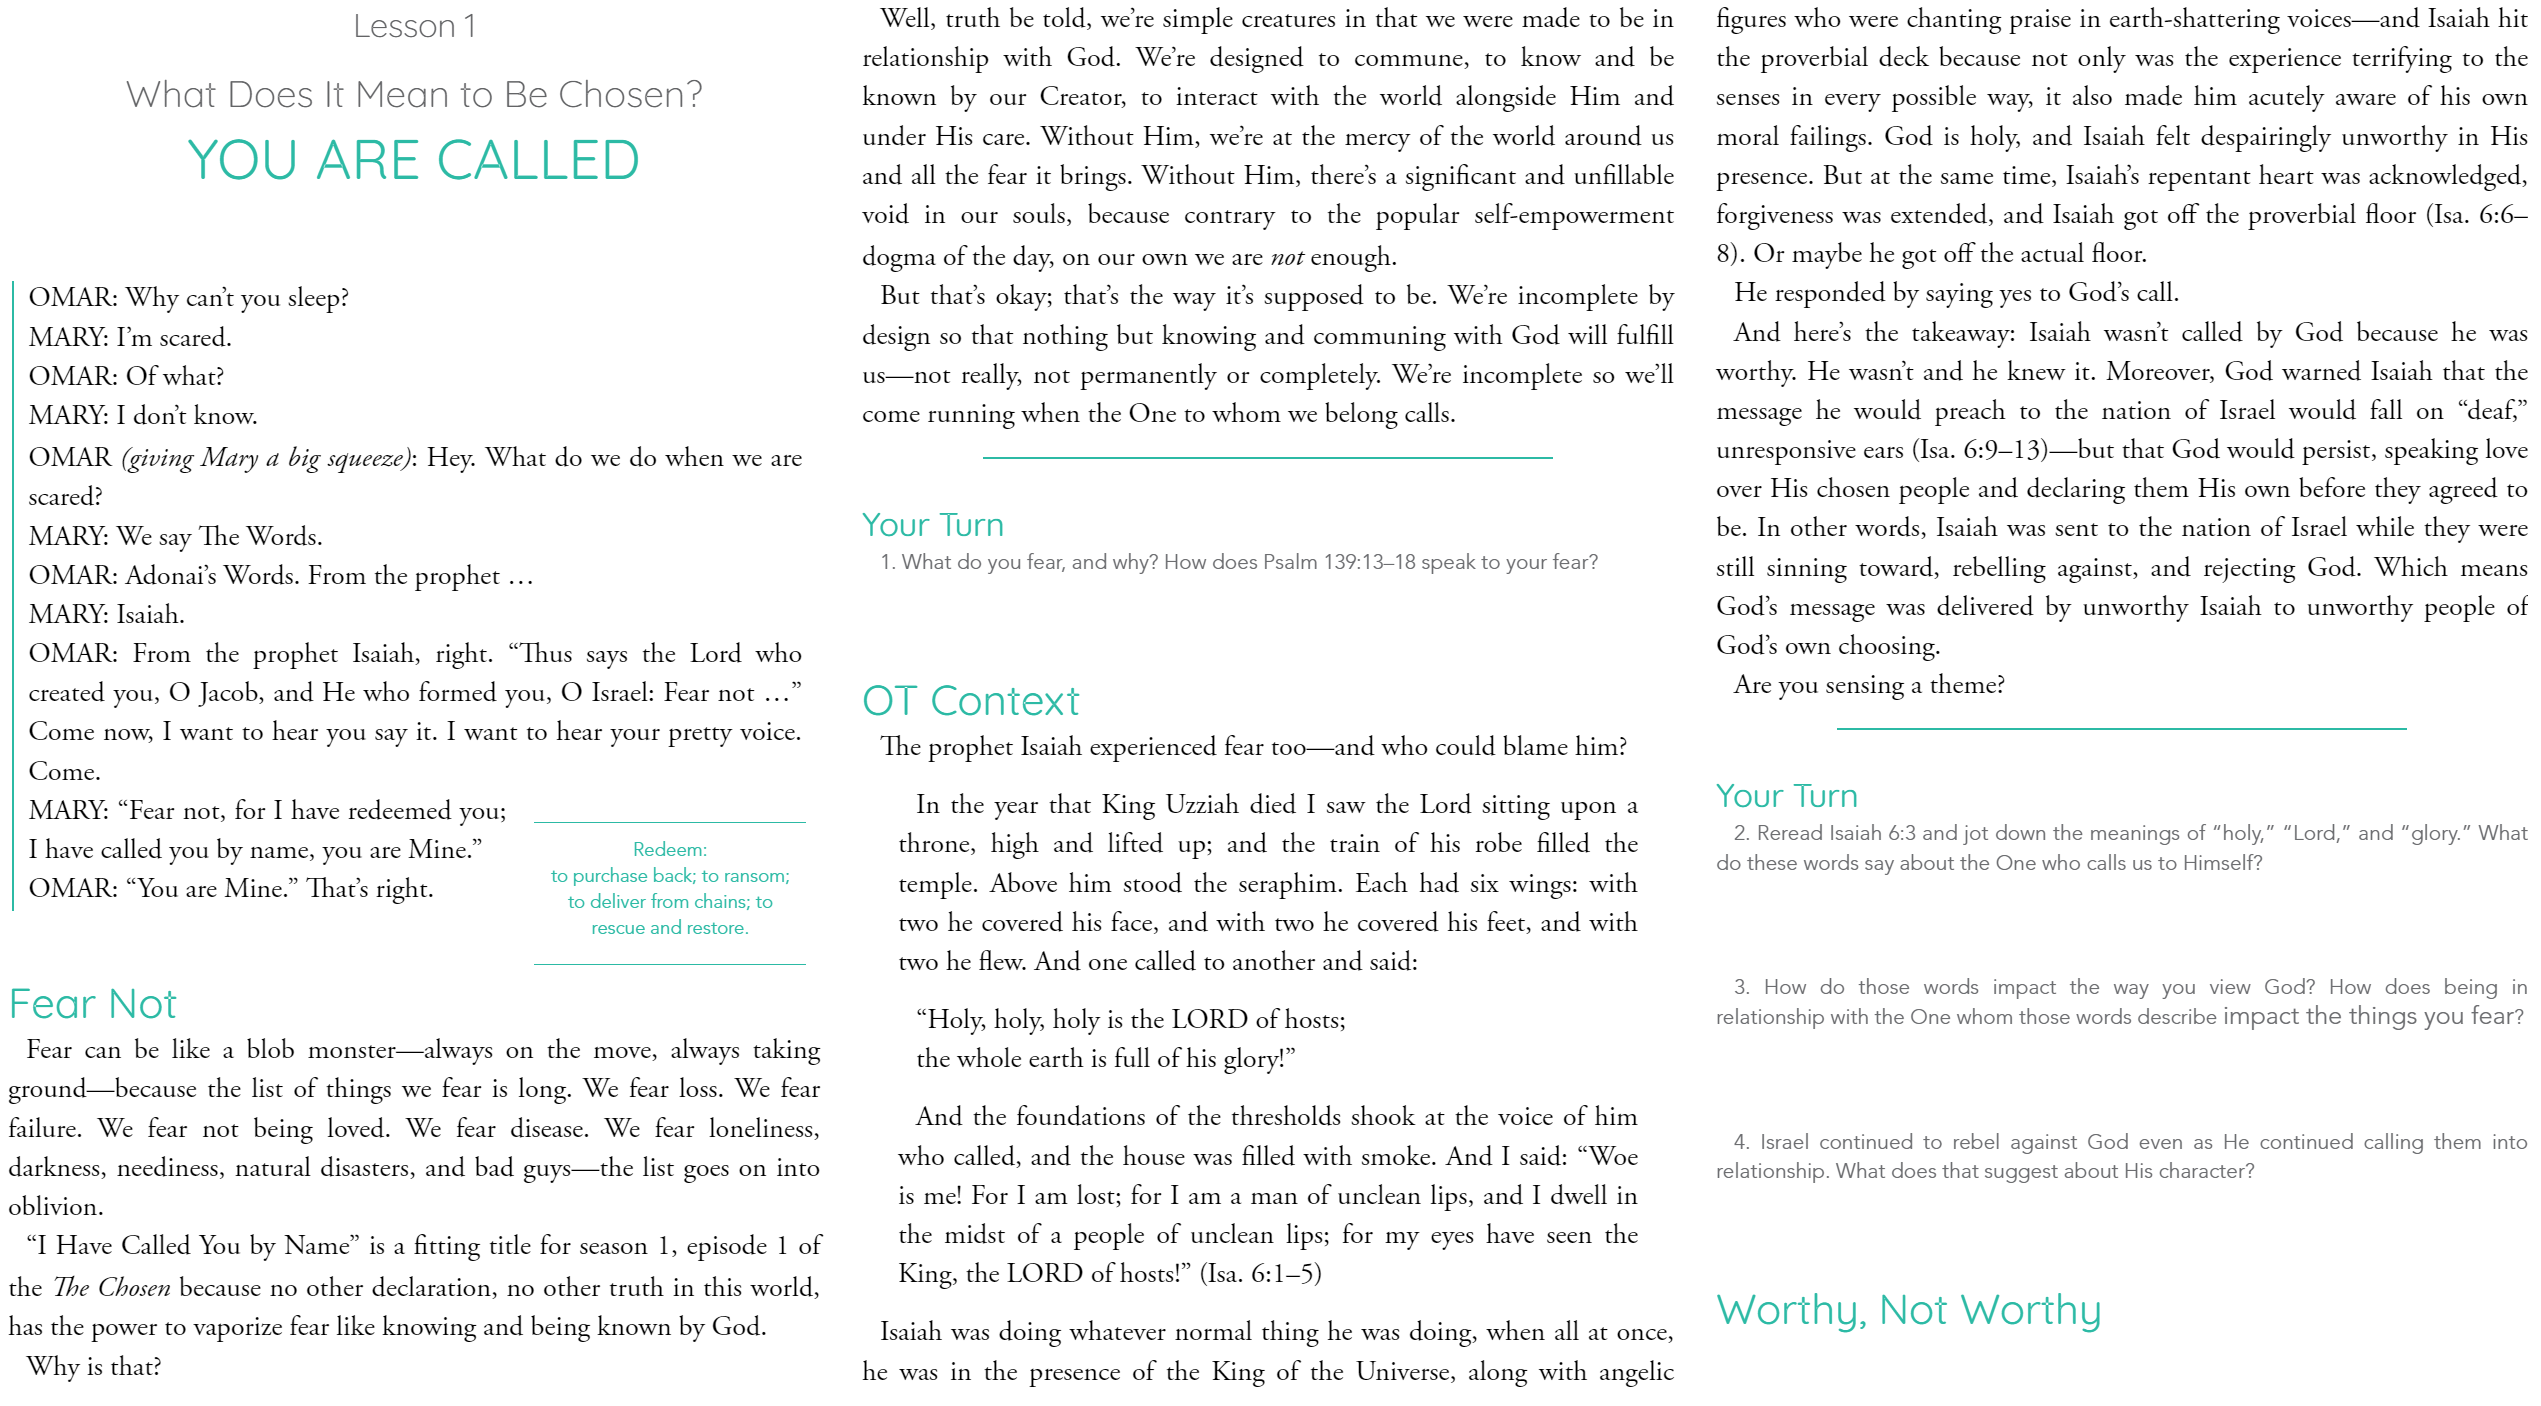 Lesson 1
What Does It Mean to Be Chosen?
YOU ARE CALLED
OMAR: Why can’t you sleep?
MARY: I’m scared.
OMAR: Of what?
MARY: I don’t know.
OMAR (giving Mary a big squeeze): Hey. What do we do when we are
scared?
MARY: We say The Words.
OMAR: Adonai’s Words. From the prophet …
MARY: Isaiah.
OMAR: From the prophet Isaiah, right. “Thus says the Lord who
created you, O Jacob, and He who formed you, O Israel: Fear not …”
Come now, I want to hear you say it. I want to hear your pretty voice.
Come.
MARY: “Fear not, for I have redeemed you;
I have called you by name, you are Mine.”
OMAR: “You are Mine.” That’s right.
Redeem:
to purchase back; to ransom;
to deliver from chains; to
rescue and restore.
Fear Not
Fear can be like a blob monster—always on the move, always taking
ground—because the list of things we fear is long. We fear loss. We fear
failure. We fear not being loved. We fear disease. We fear loneliness,
darkness, neediness, natural disasters, and bad guys—the list goes on into
oblivion.
“I Have Called You by Name” is a fitting title for season 1, episode 1 of
the The Chosen because no other declaration, no other truth in this world,
has the power to vaporize fear like knowing and being known by God.
Why is that?
Well, truth be told, we’re simple creatures in that we were made to be in
relationship with God. We’re designed to commune, to know and be
known by our Creator, to interact with the world alongside Him and
under His care. Without Him, we’re at the mercy of the world around us
and all the fear it brings. Without Him, there’s a significant and unfillable
void in our souls, because contrary to the popular self-empowerment
dogma of the day, on our own we are not enough.
But that’s okay; that’s the way it’s supposed to be. We’re incomplete by
design so that nothing but knowing and communing with God will fulfill
us—not really, not permanently or completely. We’re incomplete so we’ll
come running when the One to whom we belong calls.
Your Turn
1. What do you fear, and why? How does Psalm 139:13–18 speak to your fear?
OT Context
The prophet Isaiah experienced fear too—and who could blame him?
In the year that King Uzziah died I saw the Lord sitting upon a
throne, high and lifted up; and the train of his robe filled the
temple. Above him stood the seraphim. Each had six wings: with
two he covered his face, and with two he covered his feet, and with
two he flew. And one called to another and said:
“Holy, holy, holy is the LORD of hosts;
the whole earth is full of his glory!”
And the foundations of the thresholds shook at the voice of him
who called, and the house was filled with smoke. And I said: “Woe
is me! For I am lost; for I am a man of unclean lips, and I dwell in
the midst of a people of unclean lips; for my eyes have seen the
King, the LORD of hosts!” (Isa. 6:1–5)
Isaiah was doing whatever normal thing he was doing, when all at once,
he was in the presence of the King of the Universe, along with angelic
figures who were chanting praise in earth-shattering voices—and Isaiah hit
the proverbial deck because not only was the experience terrifying to the
senses in every possible way, it also made him acutely aware of his own
moral failings. God is holy, and Isaiah felt despairingly unworthy in His
presence. But at the same time, Isaiah’s repentant heart was acknowledged,
forgiveness was extended, and Isaiah got off the proverbial floor (Isa. 6:6–
8). Or maybe he got off the actual floor.
He responded by saying yes to God’s call.
And here’s the takeaway: Isaiah wasn’t called by God because he was
worthy. He wasn’t and he knew it. Moreover, God warned Isaiah that the
message he would preach to the nation of Israel would fall on “deaf,”
unresponsive ears (Isa. 6:9–13)—but that God would persist, speaking love
over His chosen people and declaring them His own before they agreed to
be. In other words, Isaiah was sent to the nation of Israel while they were
still sinning toward, rebelling against, and rejecting God. Which means
God’s message was delivered by unworthy Isaiah to unworthy people of
God’s own choosing.
Are you sensing a theme?
Your Turn
2. Reread Isaiah 6:3 and jot down the meanings of “holy,” “Lord,” and “glory.” What
do these words say about the One who calls us to Himself?
3. How do those words impact the way you view God? How does being in
relationship with the One whom those words describe impact the things you fear?
4. Israel continued to rebel against God even as He continued calling them into
relationship. What does that suggest about His character?
Worthy, Not Worthy